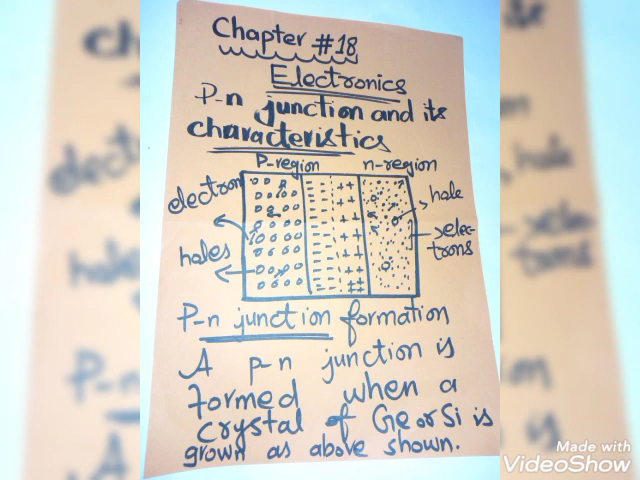 Chapter #18
Electronics
P-n junction and its
characteristics
P-region n-region
electron
hole
holes
elec-
trons
P-n junction formation
A p-n junction is
formed when a
crystal of Ge or Si is
grown as above shown.
Made with
VideoShow